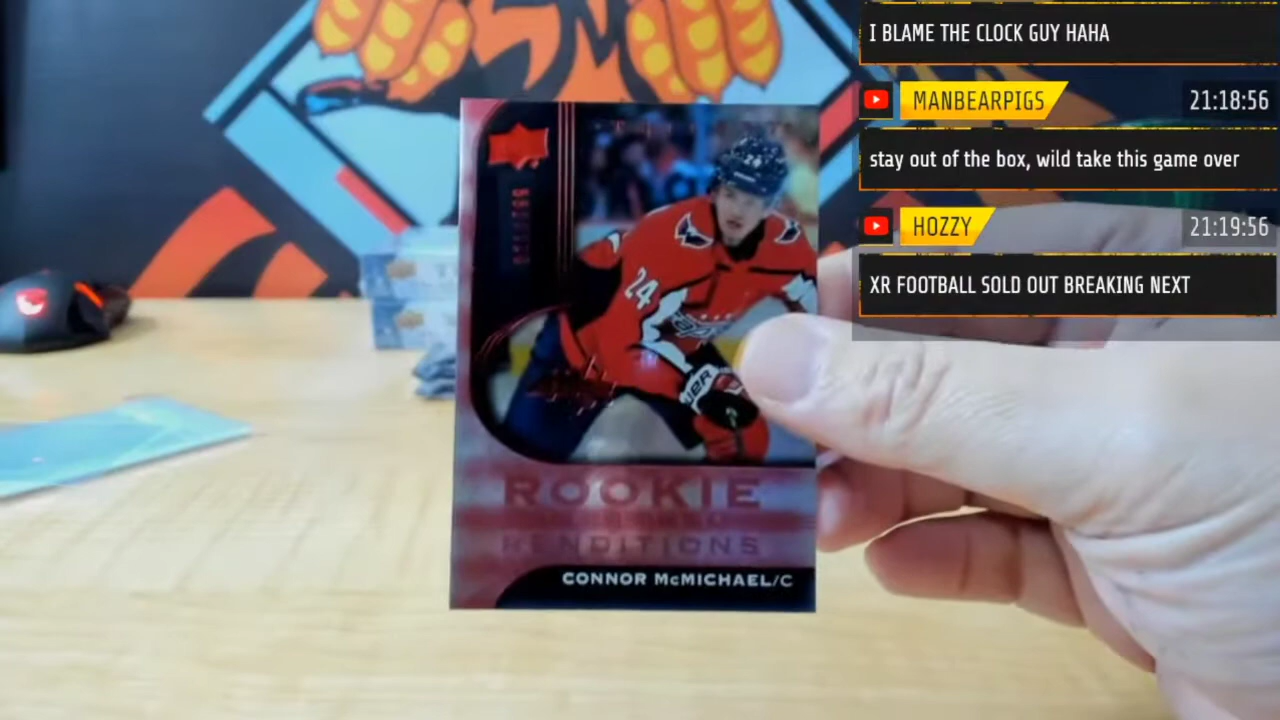 I BLAME THE CLOCK GUY HAHA
MANBEARPIGS 21:18:56
stay out of the box, wild take this game over
HOZZY 21:19:56
XR FOOTBALL SOLD OUT BREAKING NEXT
24
24
ROOKIE
RENDITIONS
CONNOR McMICHAEL/C